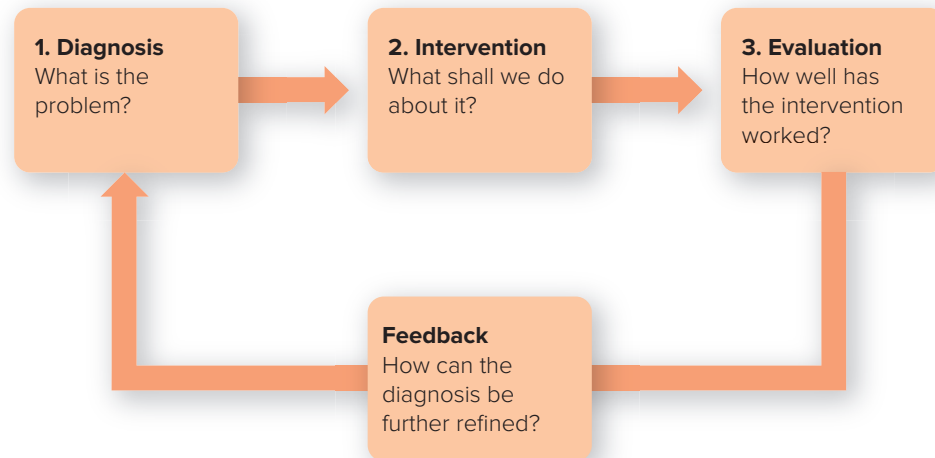 1. Diagnosis
What is the
problem?
2. Intervention
What shall we do
about it?
3. Evaluation
How well has
the intervention
worked?
Feedback
How can the
diagnosis be
further refined?